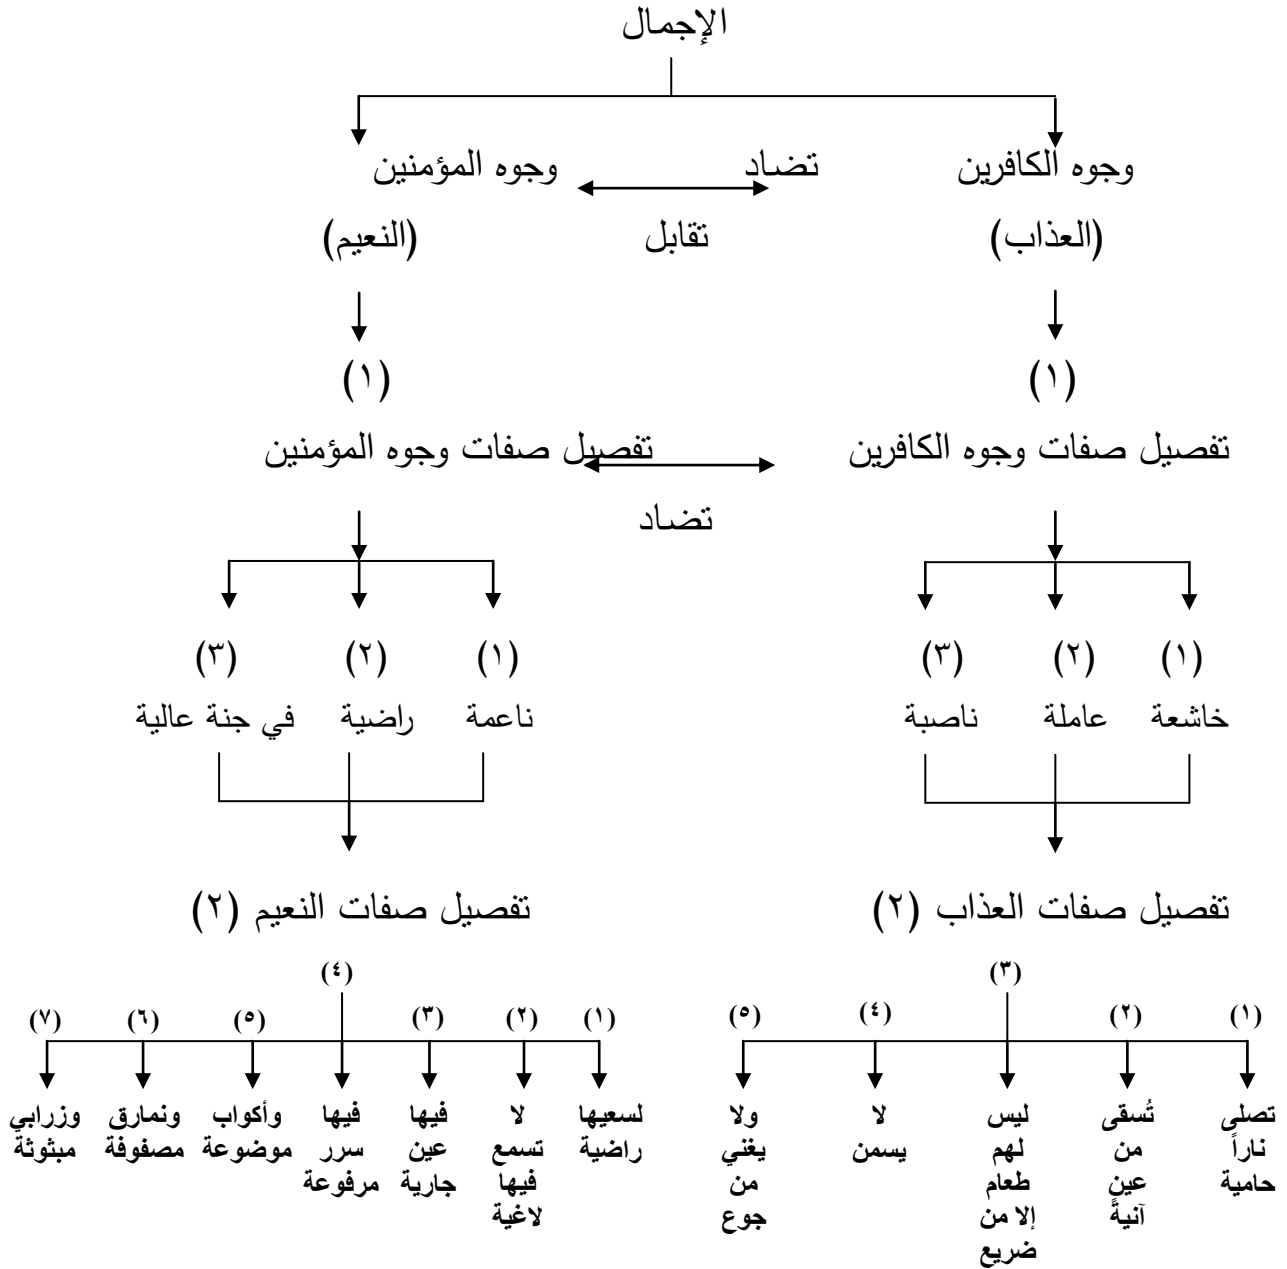 الإجمال
وجوه الكافرين
تضاد
وجوه المؤمنين
(العذاب)
تقابل
(النعيم)
(١)
(١)
تفصيل صفات وجوه الكافرين
تفصيل صفات وجوه المؤمنين
تضاد
(١)
(٢)
(٣)
(١)
(٢)
(٣)
خاشعة
عاملة
ناصبة
ناعمة
راضية
في جنة عالية
تفصيل صفات العذاب (٢)
تفصيل صفات النعيم (٢)
(١)
(٢)
(٣)
(٤)
(٥)
(١)
(٢)
(٣)
(٤)
(٥)
(٦)
(٧)
تصلى
ناراً
حامية
تُسقى
من
عين
آنيةً
ليس
لهم
طعام
إلا من
ضريع
لا
يسمن
ولا
يغني
من
جوع
لسعيها
راضية
لا
تسمع
فيها
لاغية
فيها
عين
جارية
فيها
سرر
مرفوعة
وأكواب
موضوعة
ونمارق
مصفوفة
وزرابي
مبثوثة